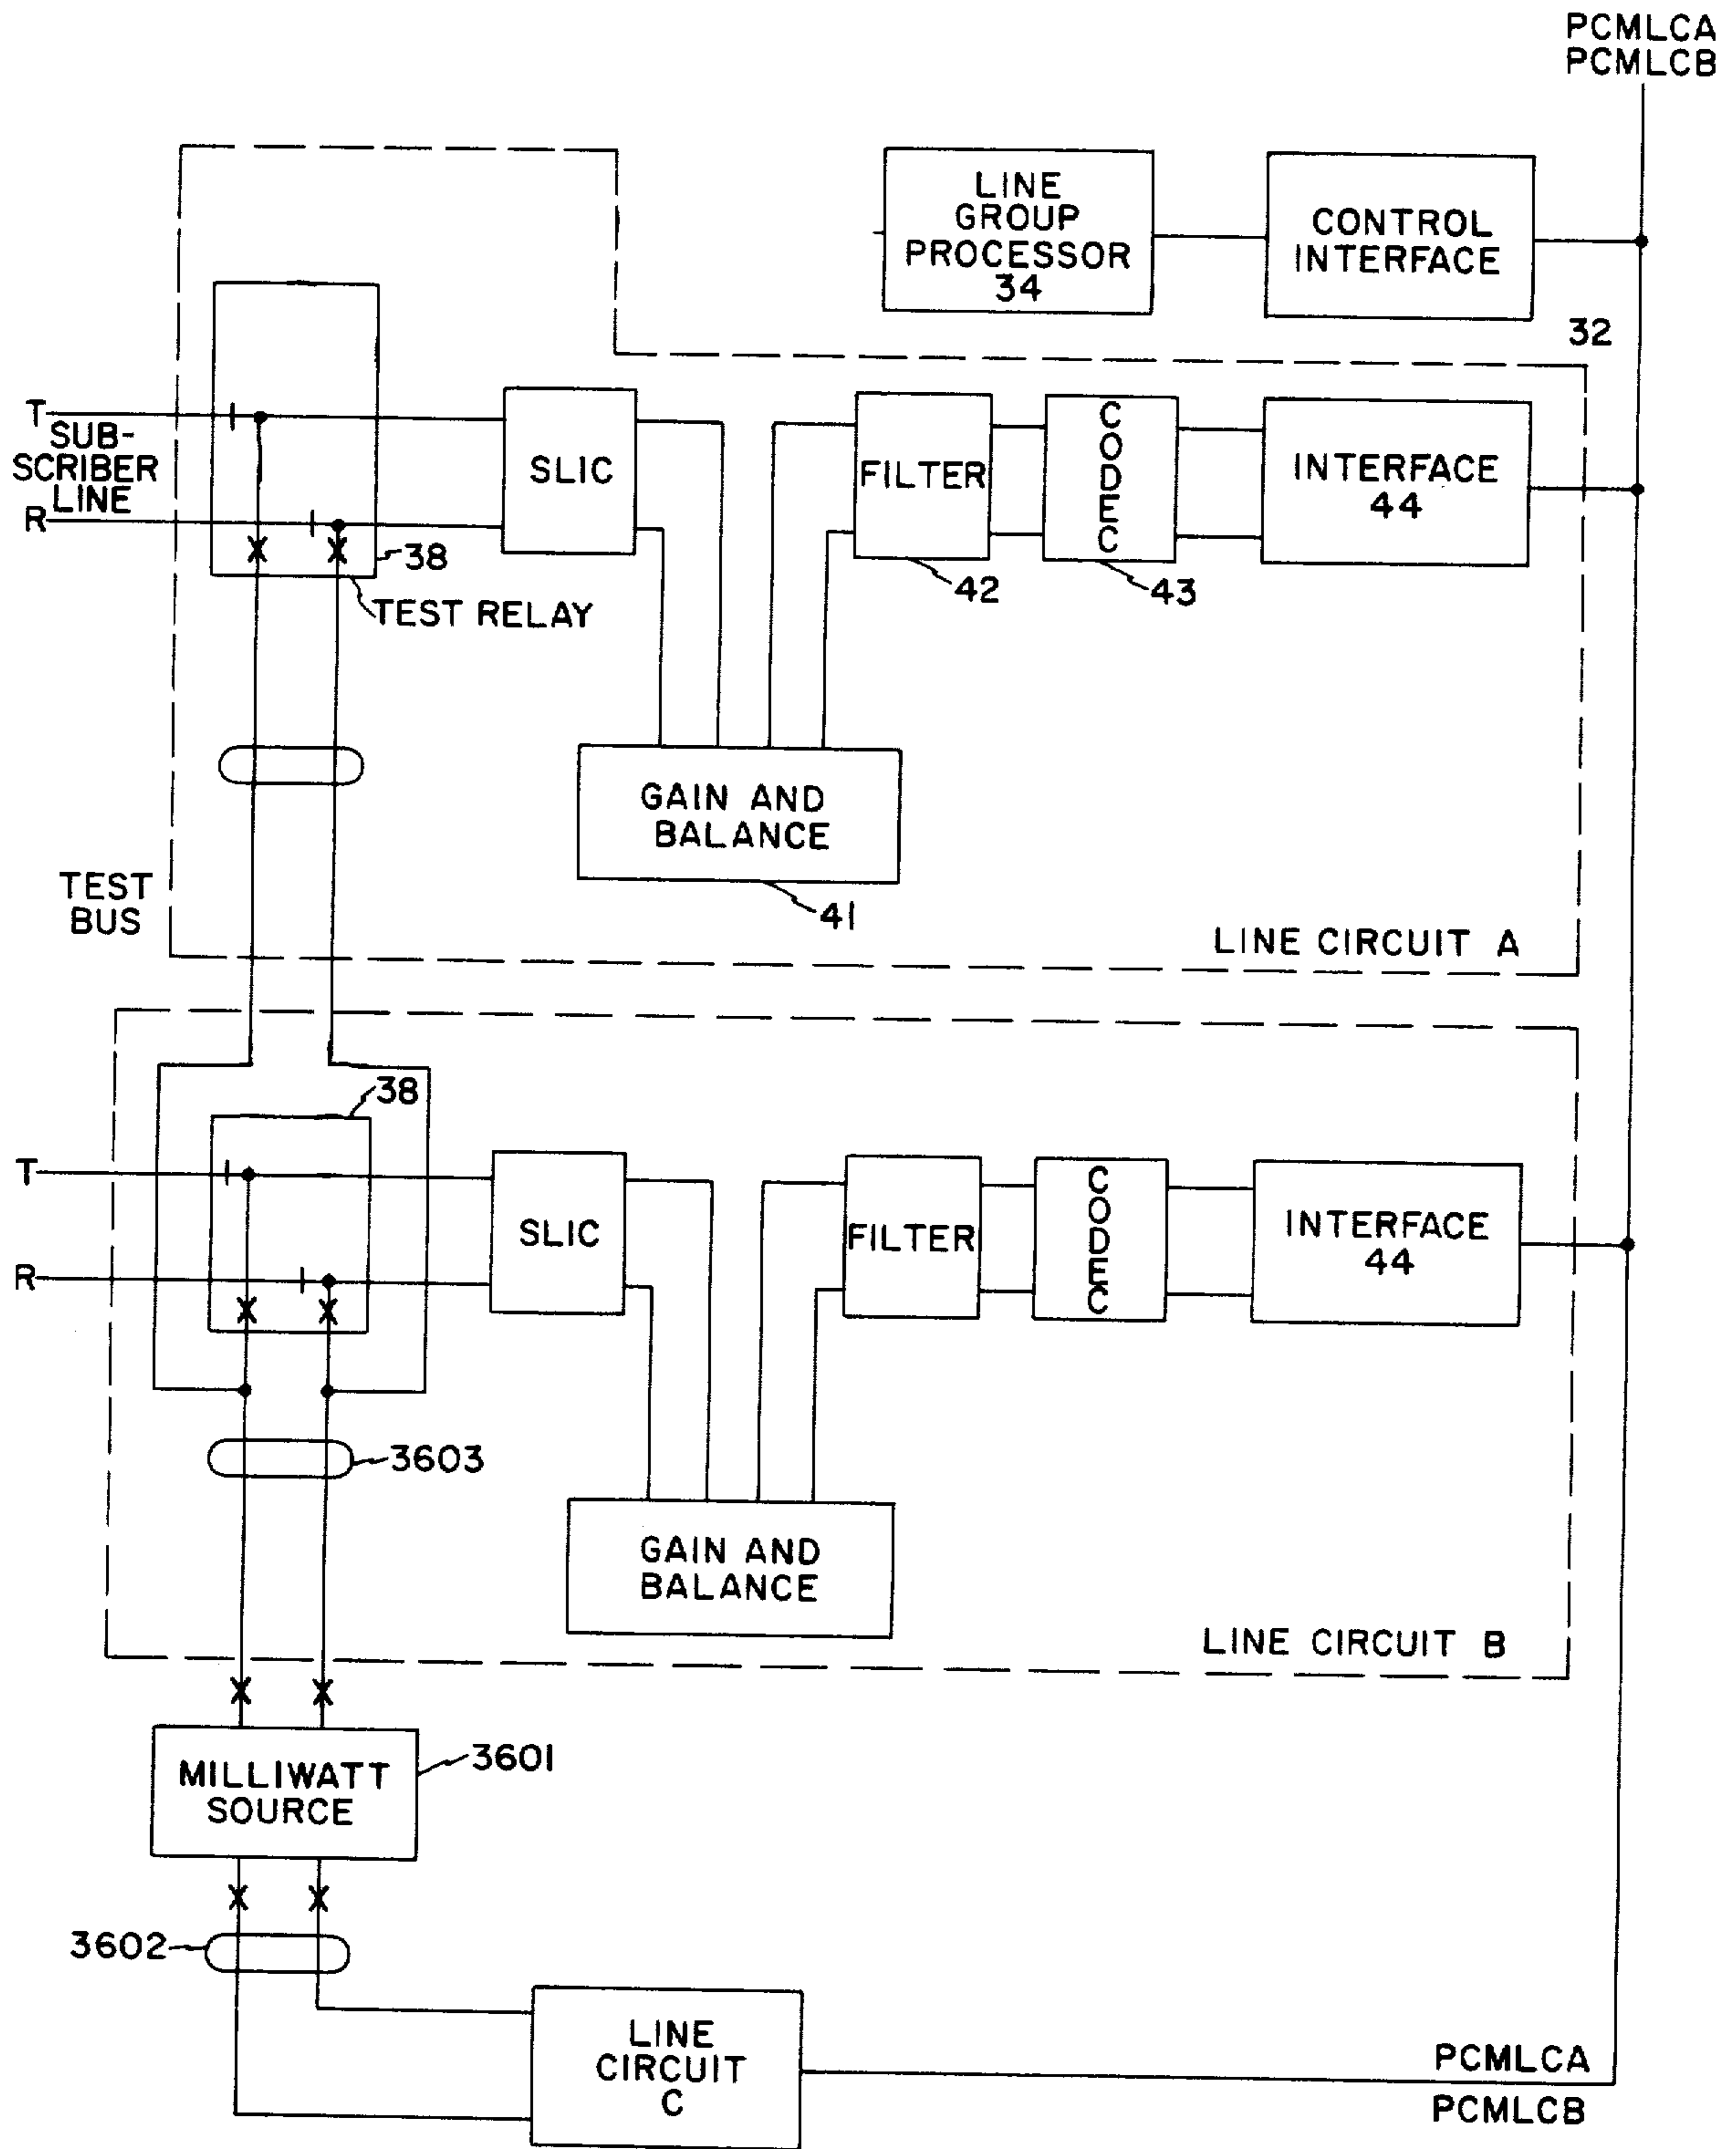 PCMLCA
PCMLCB
LINE
GROUP
PROCESSOR
34
CONTROL
INTERFACE
32
T
SUB-
SCRIBER
LINE
R
38
TEST RELAY
SLIC
FILTER
42
CODEC
43
INTERFACE
44
GAIN AND
BALANCE
41
TEST
BUS
LINE CIRCUIT A
38
T
R
SLIC
FILTER
CODEC
INTERFACE
44
3603
GAIN AND
BALANCE
LINE CIRCUIT B
MILLIWATT
SOURCE
3601
3602
LINE
CIRCUIT
C
PCMLCA
PCMLCB